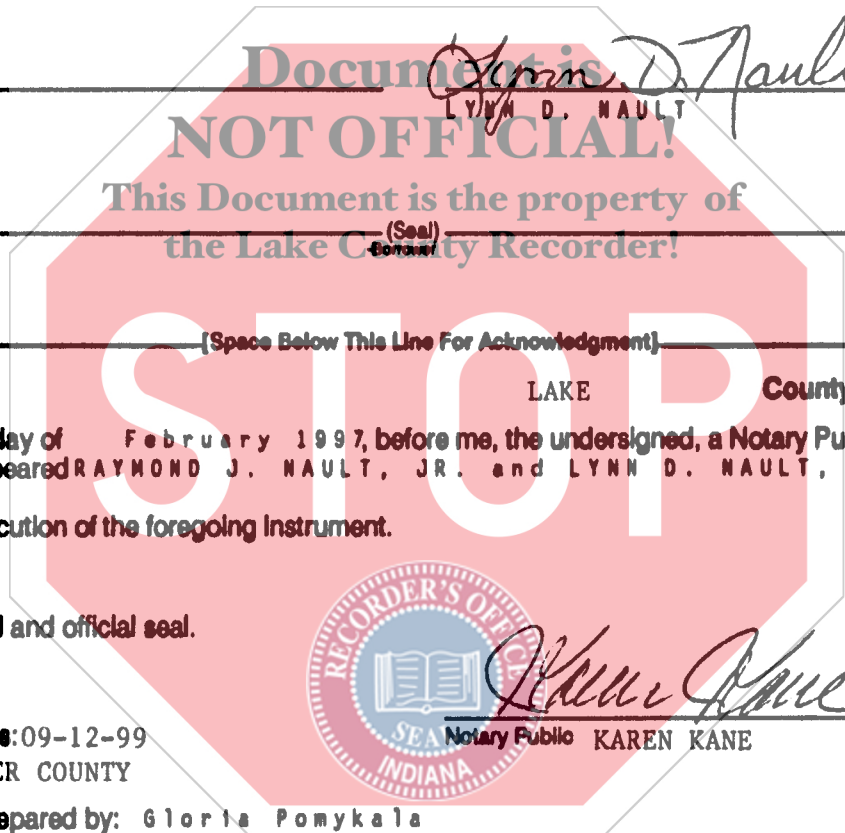 Document is
Lynn D. Nault
LYNN D. NAULT
NOT OFFICIAL!
This Document is the property of
(Seal)
-Borrower
the Lake County Recorder!
STOP
[Space Below This Line For Acknowledgment]
LAKE County
day of February 1997, before me, the undersigned, a Notary Pu
eared RAYMOND J. NAULT, JR. and LYNN D. NAULT,
cution of the foregoing instrument.
and official seal.
RECORDER'S OFFICE
SEAL
INDIANA
Karen Kane
s:09-12-99
Notary Public KAREN KANE
ER COUNTY
epared by: Gloria Pomykala